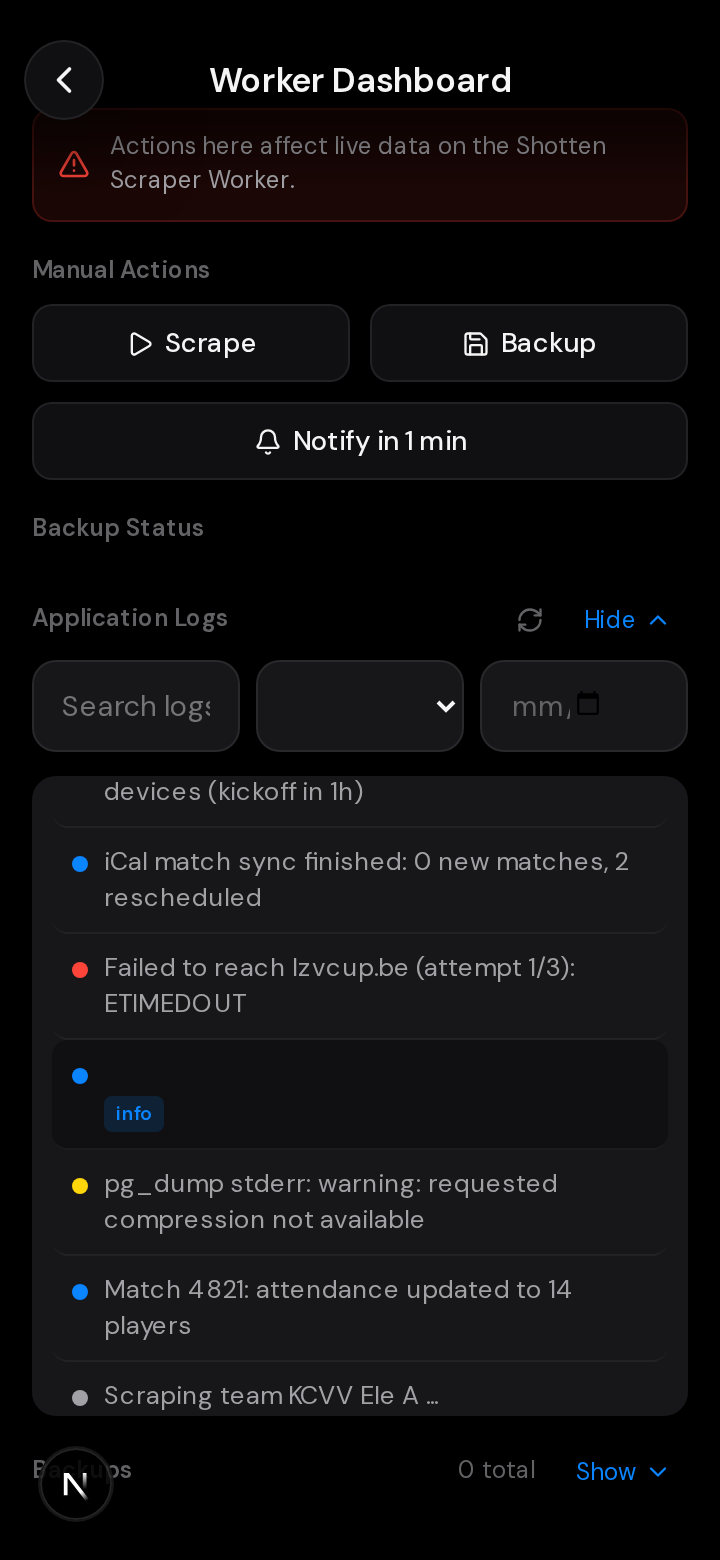 Worker Dashboard
Actions here affect live data on the Shotten
Scraper Worker.
Manual Actions
Scrape
Backup
Notify in 1 min
Backup Status
Application Logs
Hide
Search logs
mm/
devices (kickoff in 1h)
iCal match sync finished: 0 new matches, 2
rescheduled
Failed to reach lzvcup.be (attempt 1/3):
ETIMEDOUT
info
pg_dump stderr: warning: requested
compression not available
Match 4821: attendance updated to 14
players
Scraping team KCVV Ele A ...
Backups
0 total
Show
N